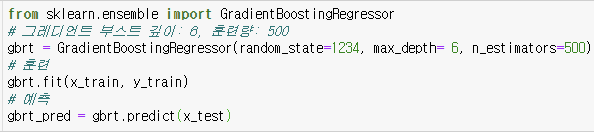 from sklearn.ensemble import GradientBoostingRegressor
# 그레디언트 부스트 깊이: 6, 훈련량: 500
gbrt = GradientBoostingRegressor(random_state=1234, max_depth= 6, n_estimators=500)
# 훈련
gbrt.fit(x_train, y_train)
# 예측
gbrt_pred = gbrt.predict(x_test)